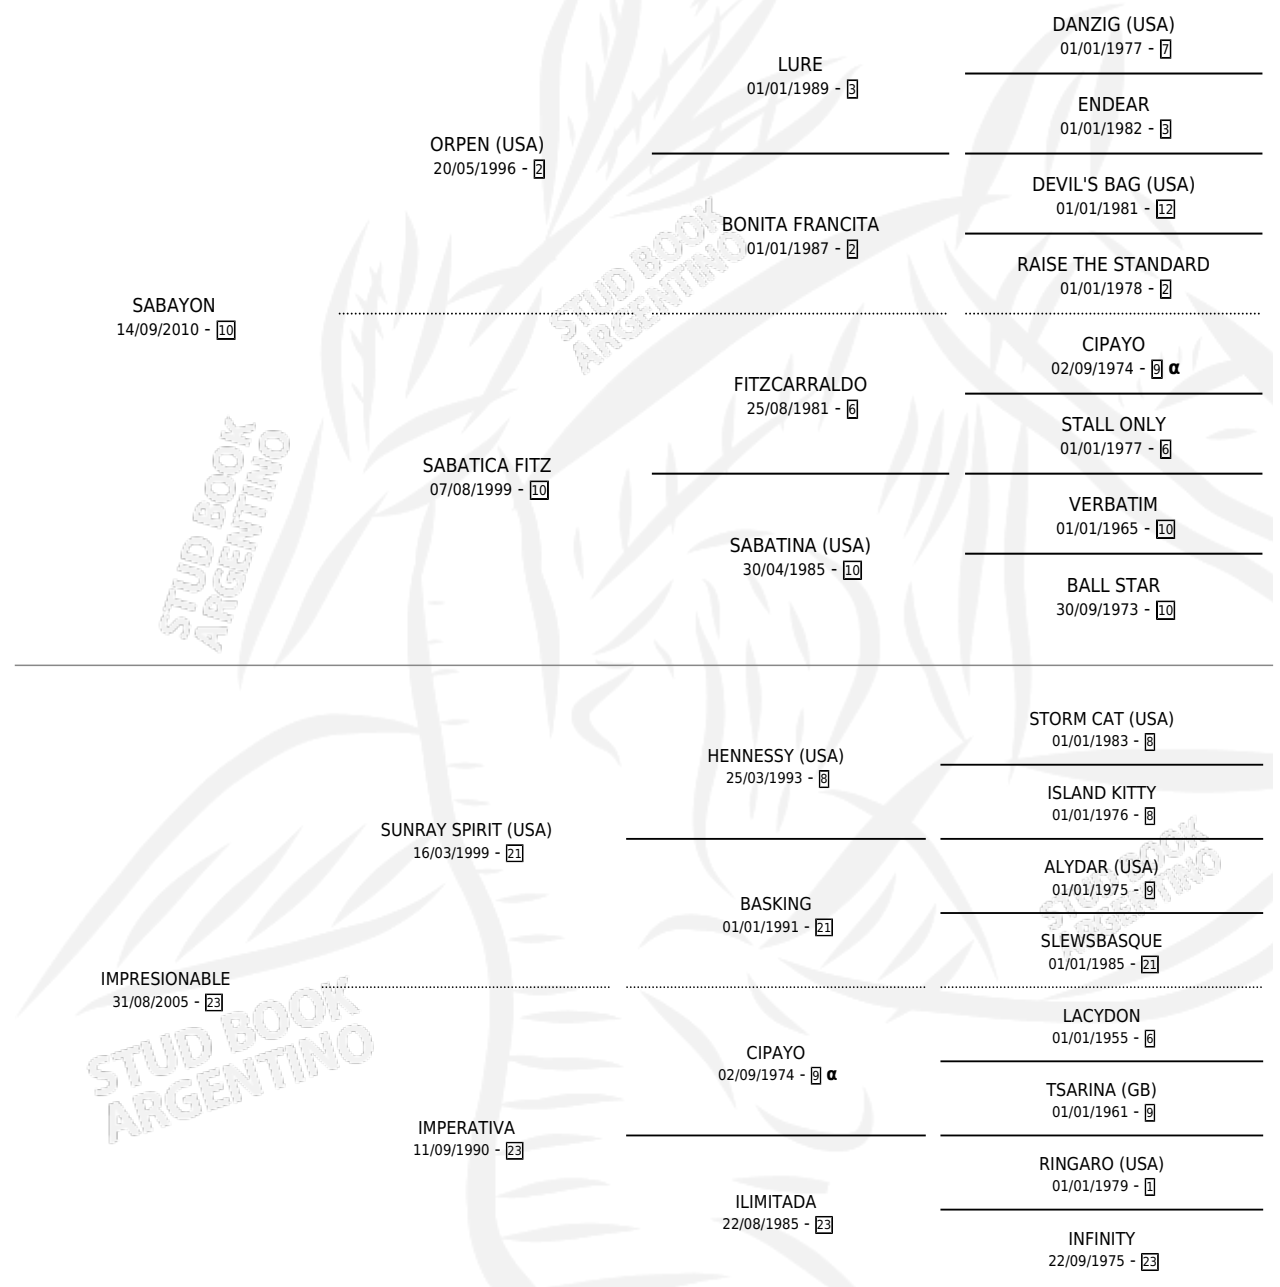 DANZIG (USA)
01/01/1977 - 7
LURE
01/01/1989 - 3
ENDEAR
01/01/1982 - 3
ORPEN (USA)
20/05/1996 - 2
DEVIL'S BAG (USA)
01/01/1981 - 12
BONITA FRANCITA
01/01/1987 - 2
RAISE THE STANDARD
01/01/1978 - 2
SABAYON
14/09/2010 - 10
CIPAYO
02/09/1974 - 9 α
FITZCARRALDO
25/08/1981 - 6
STALL ONLY
01/01/1977 - 6
SABATICA FITZ
07/08/1999 - 10
VERBATIM
01/01/1965 - 10
SABATINA (USA)
30/04/1985 - 10
BALL STAR
30/09/1973 - 10
STORM CAT (USA)
01/01/1983 - 8
HENNESSY (USA)
25/03/1993 - 8
ISLAND KITTY
01/01/1976 - 8
SUNRAY SPIRIT (USA)
16/03/1999 - 21
ALYDAR (USA)
01/01/1975 - 9
BASKING
01/01/1991 - 21
SLEWSBASQUE
01/01/1985 - 21
IMPRESIONABLE
31/08/2005 - 23
LACYDON
01/01/1955 - 6
CIPAYO
02/09/1974 - 9 α
TSARINA (GB)
01/01/1961 - 9
IMPERATIVA
11/09/1990 - 23
RINGARO (USA)
01/01/1979 - 1
ILIMITADA
22/08/1985 - 23
INFINITY
22/09/1975 - 23
STUD BOOK
ARGENTINO
STUD BOOK
ARGENTINO
STUD BOOK
ARGENTINO
STUD BOOK
ARGENTINO